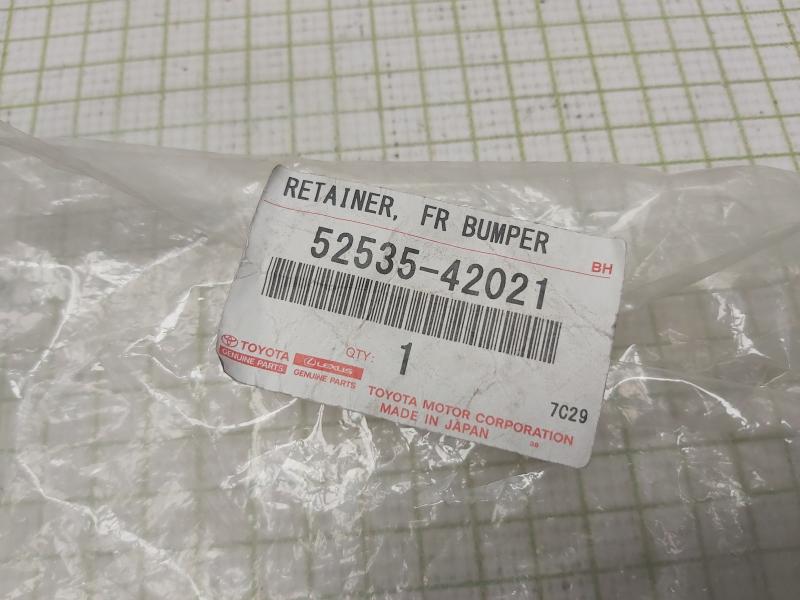 RETAINER, FR BUMPER
BH
52535-42021
TOYOTA
GENUINE PARTS
LEXUS
GENUINE PARTS
QTY: 1
7C29
TOYOTA MOTOR CORPORATION
MADE IN JAPAN
38